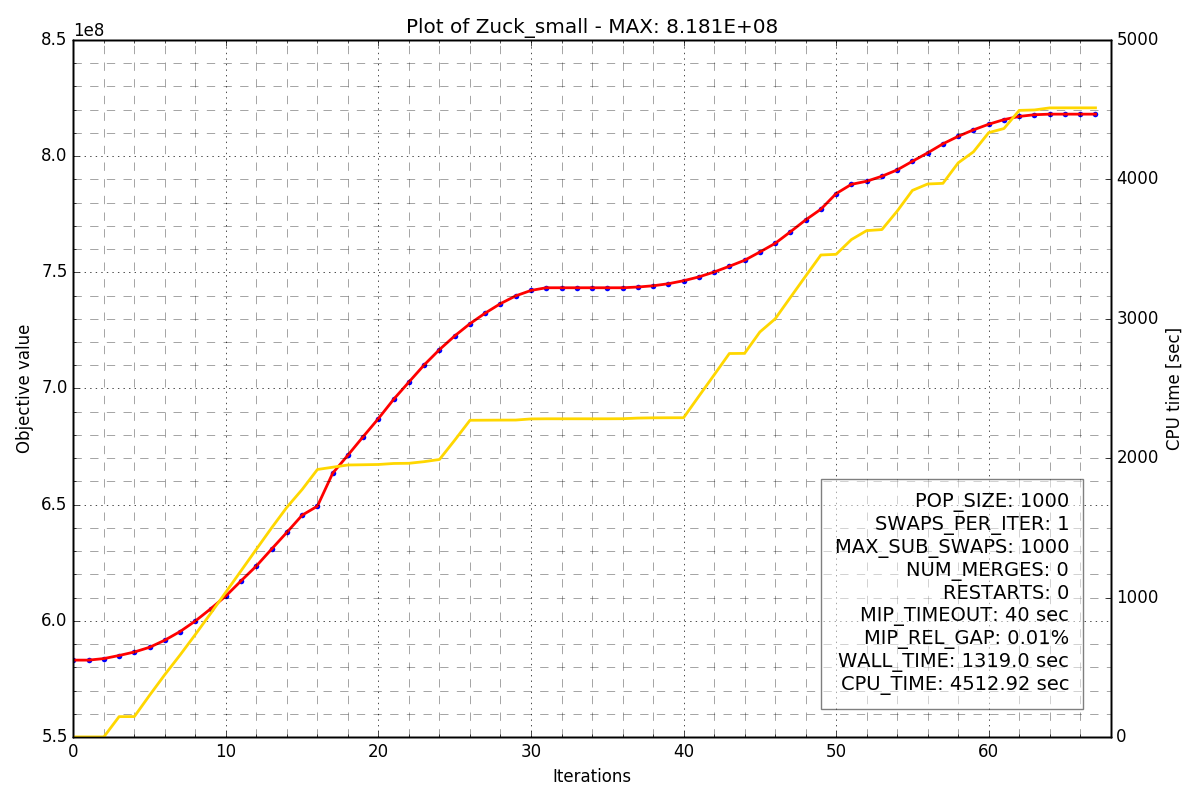 Plot of Zuck_small - MAX: 8.181E+08
1e8
8.5
8.0
7.5
7.0
6.5
6.0
5.5
Objective value
5000
4000
3000
2000
1000
0
CPU time [sec]
POP_SIZE: 1000
SWAPS_PER_ITER: 1
MAX_SUB_SWAPS: 1000
NUM_MERGES: 0
RESTARTS: 0
MIP_TIMEOUT: 40 sec
MIP_REL_GAP: 0.01%
WALL_TIME: 1319.0 sec
CPU_TIME: 4512.92 sec
0 10 20 30 40 50 60
Iterations